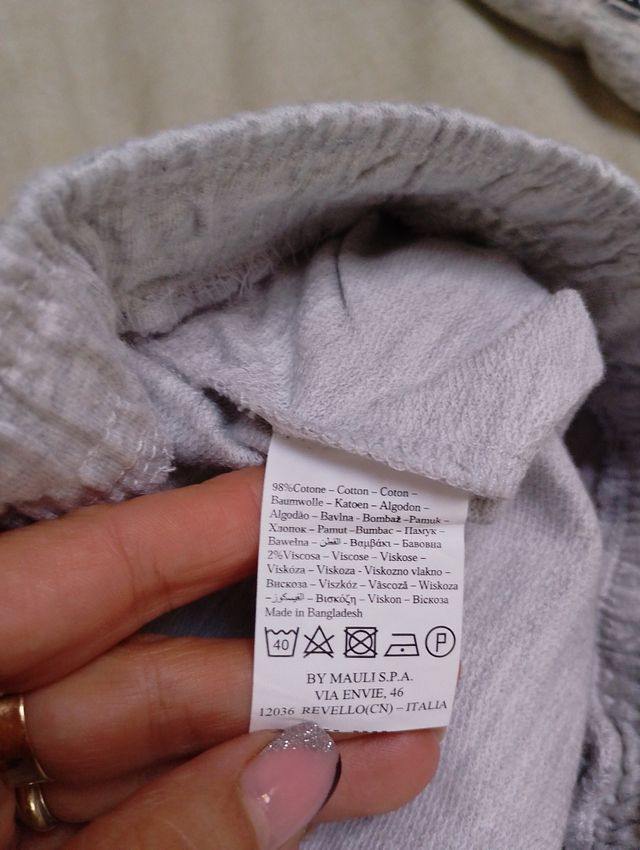 98%Cotone – Cotton – Coton –
Baumwolle – Katoen – Algodon –
Algodão – Bavlna - Bombaž –Pamuk –
Хлопок – Pamut –Bumbac – Памук –
Bawełna – القطن - Βαμβάκι – Бавовна
2%Viscosa – Viscose – Viskose –
Viskóza – Viskoza - Viskozno vlakno –
Вискоза – Viszkóz – Vâscoză – Wiskoza
–الفيسكوز – Βισκόζη – Viskon – Віскоза
Made in Bangladesh
40 P
BY MAULI S.P.A.
VIA ENVIE, 46
12036 REVELLO(CN) – ITALIA